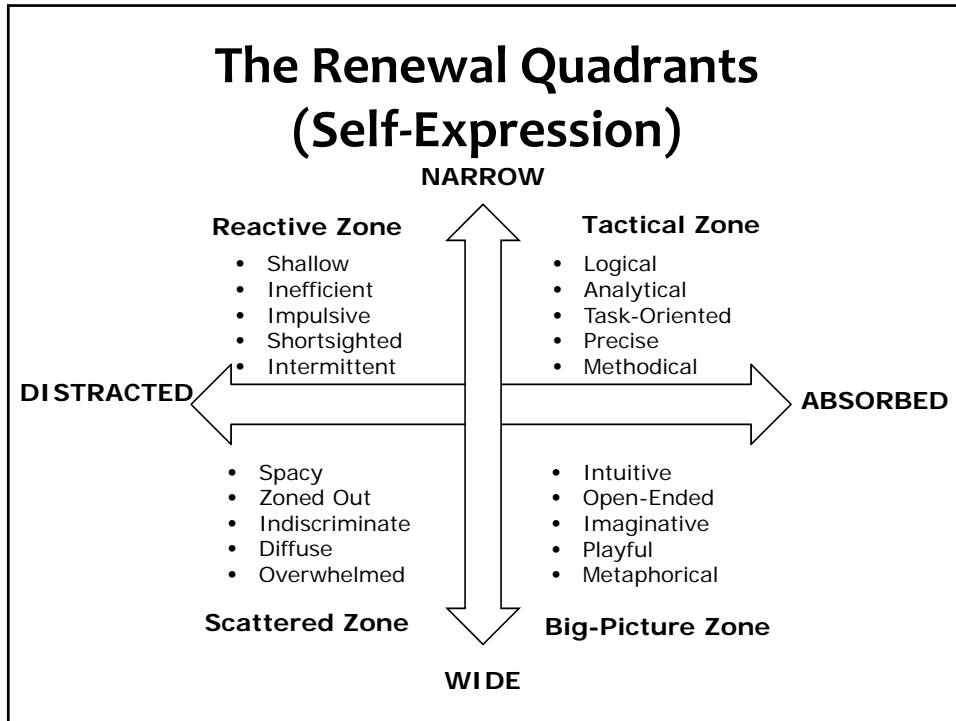 The Renewal Quadrants
(Self-Expression)
NARROW
Reactive Zone
• Shallow
• Inefficient
• Impulsive
• Shortsighted
• Intermittent
Tactical Zone
• Logical
• Analytical
• Task-Oriented
• Precise
• Methodical
DISTRACTED
ABSORBED
• Spacy
• Zoned Out
• Indiscriminate
• Diffuse
• Overwhelmed
Scattered Zone
• Intuitive
• Open-Ended
• Imaginative
• Playful
• Metaphorical
Big-Picture Zone
WIDE